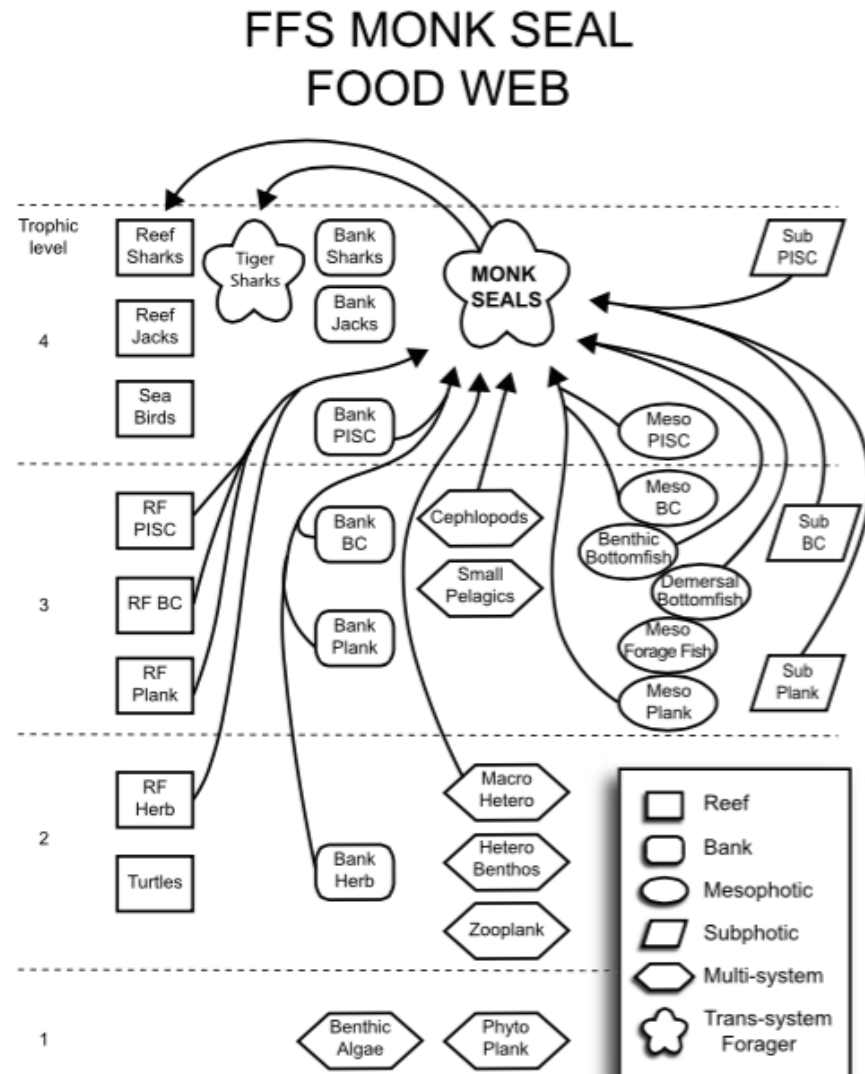 FFS MONK SEAL
FOOD WEB
Trophic
level
Reef
Sharks
Tiger
Sharks
Bank
Sharks
MONK
SEALS
Sub
PISC
Reef
Jacks
Bank
Jacks
4
Sea
Birds
Bank
PISC
Meso
PISC
RF
PISC
Bank
BC
Cephlopods
Meso
BC
Benthic
Bottomfish
Sub
BC
3
RF BC
Small
Pelagics
Demersal
Bottomfish
Bank
Plank
Meso
Forage Fish
RF
Plank
Meso
Plank
Sub
Plank
RF
Herb
Macro
Hetero
2
Turtles
Bank
Herb
Hetero
Benthos
Zooplank
1
Benthic
Algae
Phyto
Plank
Reef
Bank
Mesophotic
Subphotic
Multi-system
Trans-system
Forager